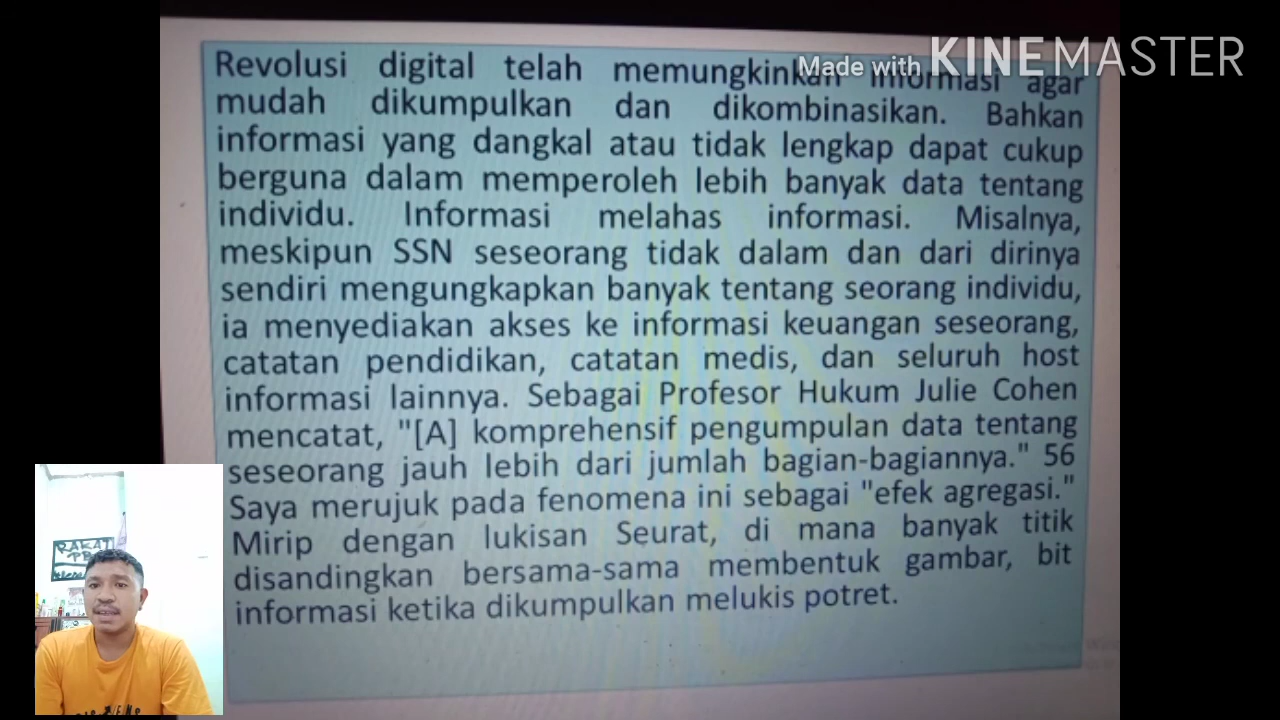 Made with KINEMASTER
Revolusi digital telah memungkinkan informasi agar
mudah dikumpulkan dan dikombinasikan. Bahkan
informasi yang dangkal atau tidak lengkap dapat cukup
berguna dalam memperoleh lebih banyak data tentang
individu. Informasi melahas informasi. Misalnya,
meskipun SSN seseorang tidak dalam dan dari dirinya
sendiri mengungkapkan banyak tentang seorang individu,
ia menyediakan akses ke informasi keuangan seseorang,
catatan pendidikan, catatan medis, dan seluruh host
informasi lainnya. Sebagai Profesor Hukum Julie Cohen
mencatat, "[A] komprehensif pengumpulan data tentang
seseorang jauh lebih dari jumlah bagian-bagiannya." 56
Saya merujuk pada fenomena ini sebagai "efek agregasi."
Mirip dengan lukisan Seurat, di mana banyak titik
disandingkan bersama-sama membentuk gambar, bit
informasi ketika dikumpulkan melukis potret.